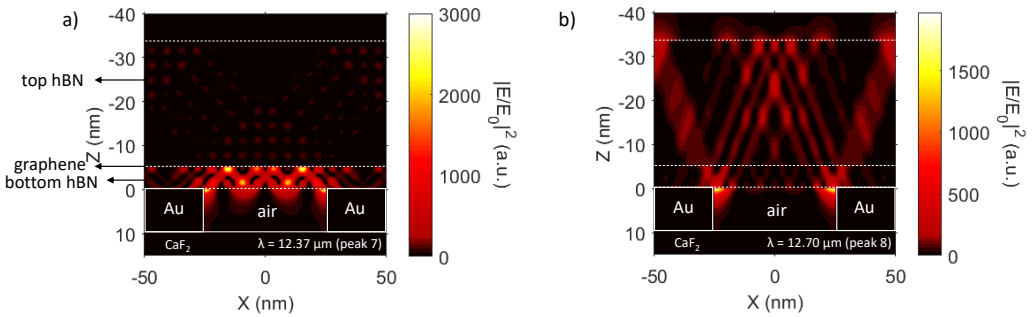 a)
-40
-30
-20
-10
0
10
Z (nm)
top hBN
graphene
bottom hBN
Au
air
Au
CaF2
λ = 12.37 μm (peak 7)
-50
0
50
X (nm)
3000
2000
1000
0
|E/E0|² (a.u.)
b)
-40
-30
-20
-10
0
10
Z (nm)
Au
air
Au
CaF2
λ = 12.70 μm (peak 8)
-50
0
50
X (nm)
1500
1000
500
0
|E/E0|² (a.u.)